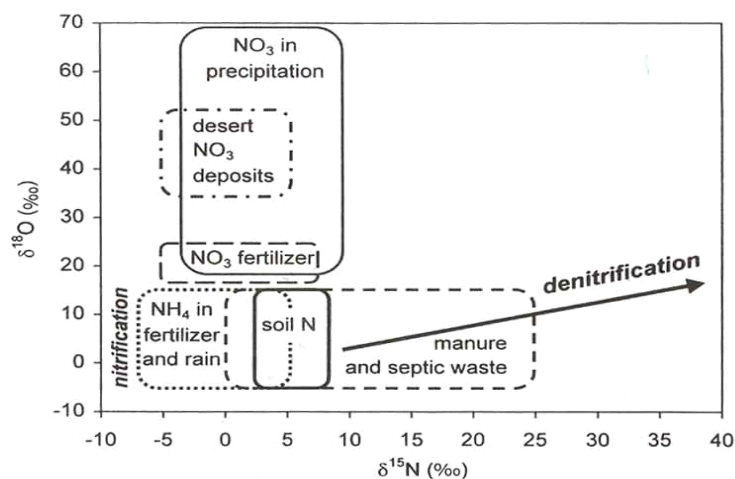 70
60
50
40
30
20
10
0
-10
δ¹⁸O (‰)
NO₃ in
precipitation
desert
NO₃
deposits
NO₃ fertilizer
denitrification
nitrification
NH₄ in
fertilizer
and rain
soil N
manure
and septic waste
-10 -5 0 5 10 15 20 25 30 35 40
δ¹⁵N (‰)